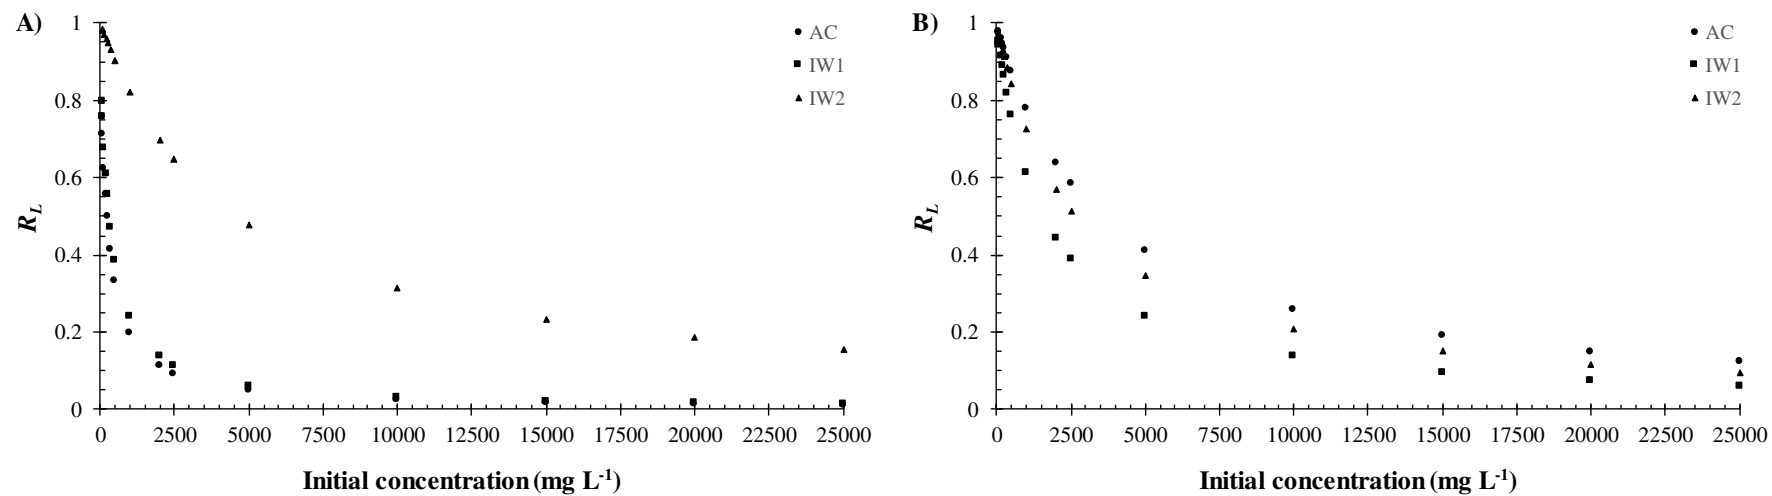 A)
1
0.8
0.6
0.4
0.2
0
R_L
AC
IW1
IW2
0 2500 5000 7500 10000 12500 15000 17500 20000 22500 25000
Initial concentration (mg L⁻¹)
B)
1
0.8
0.6
0.4
0.2
0
R_L
AC
IW1
IW2
0 2500 5000 7500 10000 12500 15000 17500 20000 22500 25000
Initial concentration (mg L⁻¹)